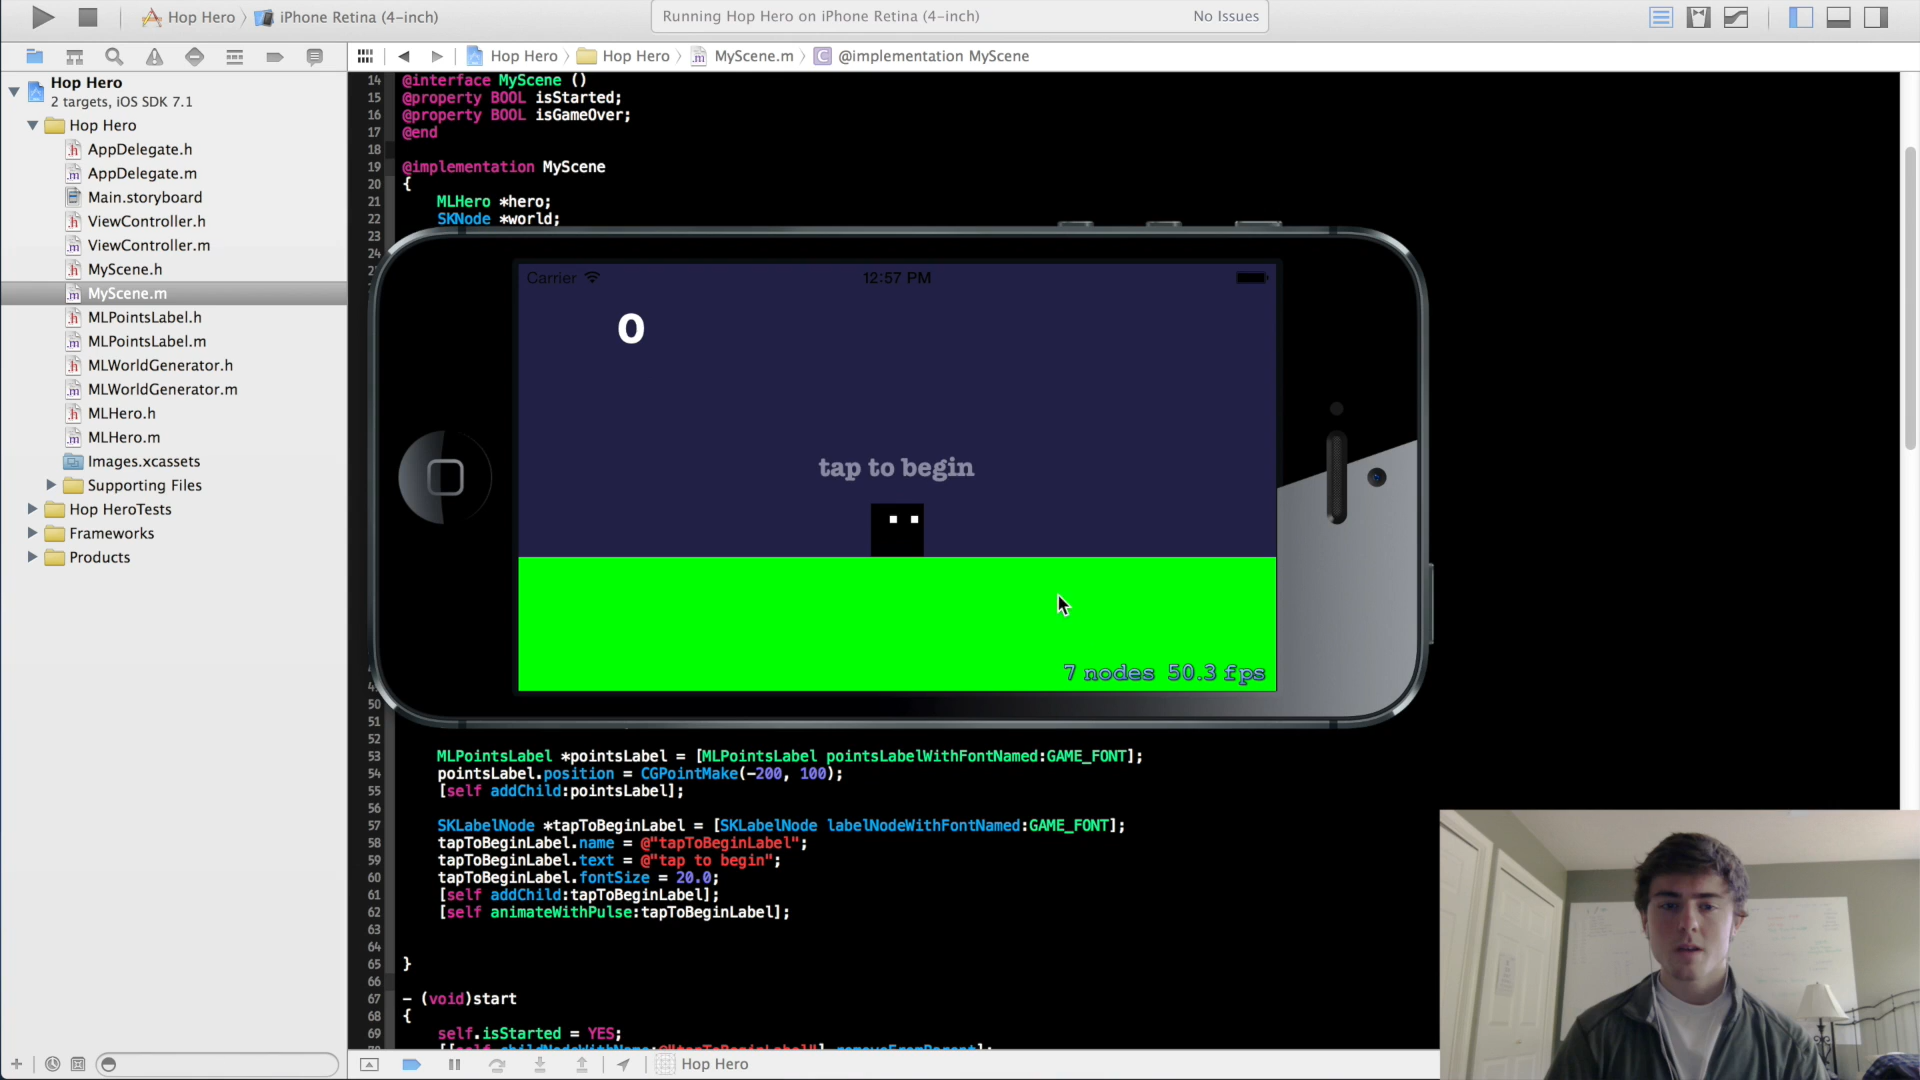 Hop Hero
iPhone Retina (4-inch)
Running Hop Hero on iPhone Retina (4-inch)
No Issues
Hop Hero
Hop Hero
MyScene.m
@implementation MyScene
Hop Hero
2 targets, iOS SDK 7.1
Hop Hero
AppDelegate.h
AppDelegate.m
Main.storyboard
ViewController.h
ViewController.m
MyScene.h
MyScene.m
MLPointsLabel.h
MLPointsLabel.m
MLWorldGenerator.h
MLWorldGenerator.m
MLHero.h
MLHero.m
Images.xcassets
Supporting Files
Hop HeroTests
Frameworks
Products
14 @interface MyScene ()
15 @property BOOL isStarted;
16 @property BOOL isGameOver;
17 @end
18
19 @implementation MyScene
20 {
21 MLHero *hero;
22 SKNode *world;
23
24
Carrier 12:57 PM
0
tap to begin
7 nodes 50.3 fps
50
51
52
53 MLPointsLabel *pointsLabel = [MLPointsLabel pointsLabelWithFontNamed:GAME_FONT];
54 pointsLabel.position = CGPointMake(-200, 100);
55 [self addChild:pointsLabel];
56
57 SKLabelNode *tapToBeginLabel = [SKLabelNode labelNodeWithFontNamed:GAME_FONT];
58 tapToBeginLabel.name = @"tapToBeginLabel";
59 tapToBeginLabel.text = @"tap to begin";
60 tapToBeginLabel.fontSize = 20.0;
61 [self addChild:tapToBeginLabel];
62 [self animateWithPulse:tapToBeginLabel];
63
64
65 }
66
67 - (void)start
68 {
69 self.isStarted = YES;
[[self childNodeWithName:@"tapToBeginLabel"] removeFromParent];
Hop Hero